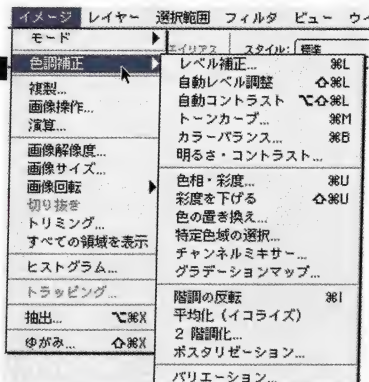 イメージ レイヤー 選択範囲 フィルタ ビュー ウィ
モード
色調補正
複製...
画像操作...
演算...
画像解像度...
画像サイズ...
画像回転
切り抜き
トリミング...
すべての領域を表示
ヒストグラム...
トラッピング...
抽出... ⌥⌘X
ゆがみ... ⇧⌘X
エイリアス スタイル: 標準
レベル補正... ⌘L
自動レベル調整 ⇧⌘L
自動コントラスト ⌥⇧⌘L
トーンカーブ... ⌘M
カラーバランス... ⌘B
明るさ・コントラスト...
色相・彩度... ⌘U
彩度を下げる ⇧⌘U
色の置き換え...
特定色域の選択...
チャンネルミキサー...
グラデーションマップ...
階調の反転 ⌘I
平均化 (イコライズ)
2 階調化...
ポスタリゼーション...
バリエーション...